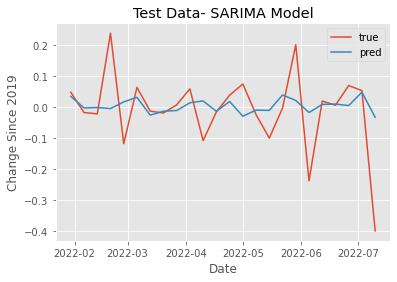 Test Data- SARIMA Model
true
pred
0.2
0.1
0.0
−0.1
−0.2
−0.3
−0.4
Change Since 2019
2022-02 2022-03 2022-04 2022-05 2022-06 2022-07
Date